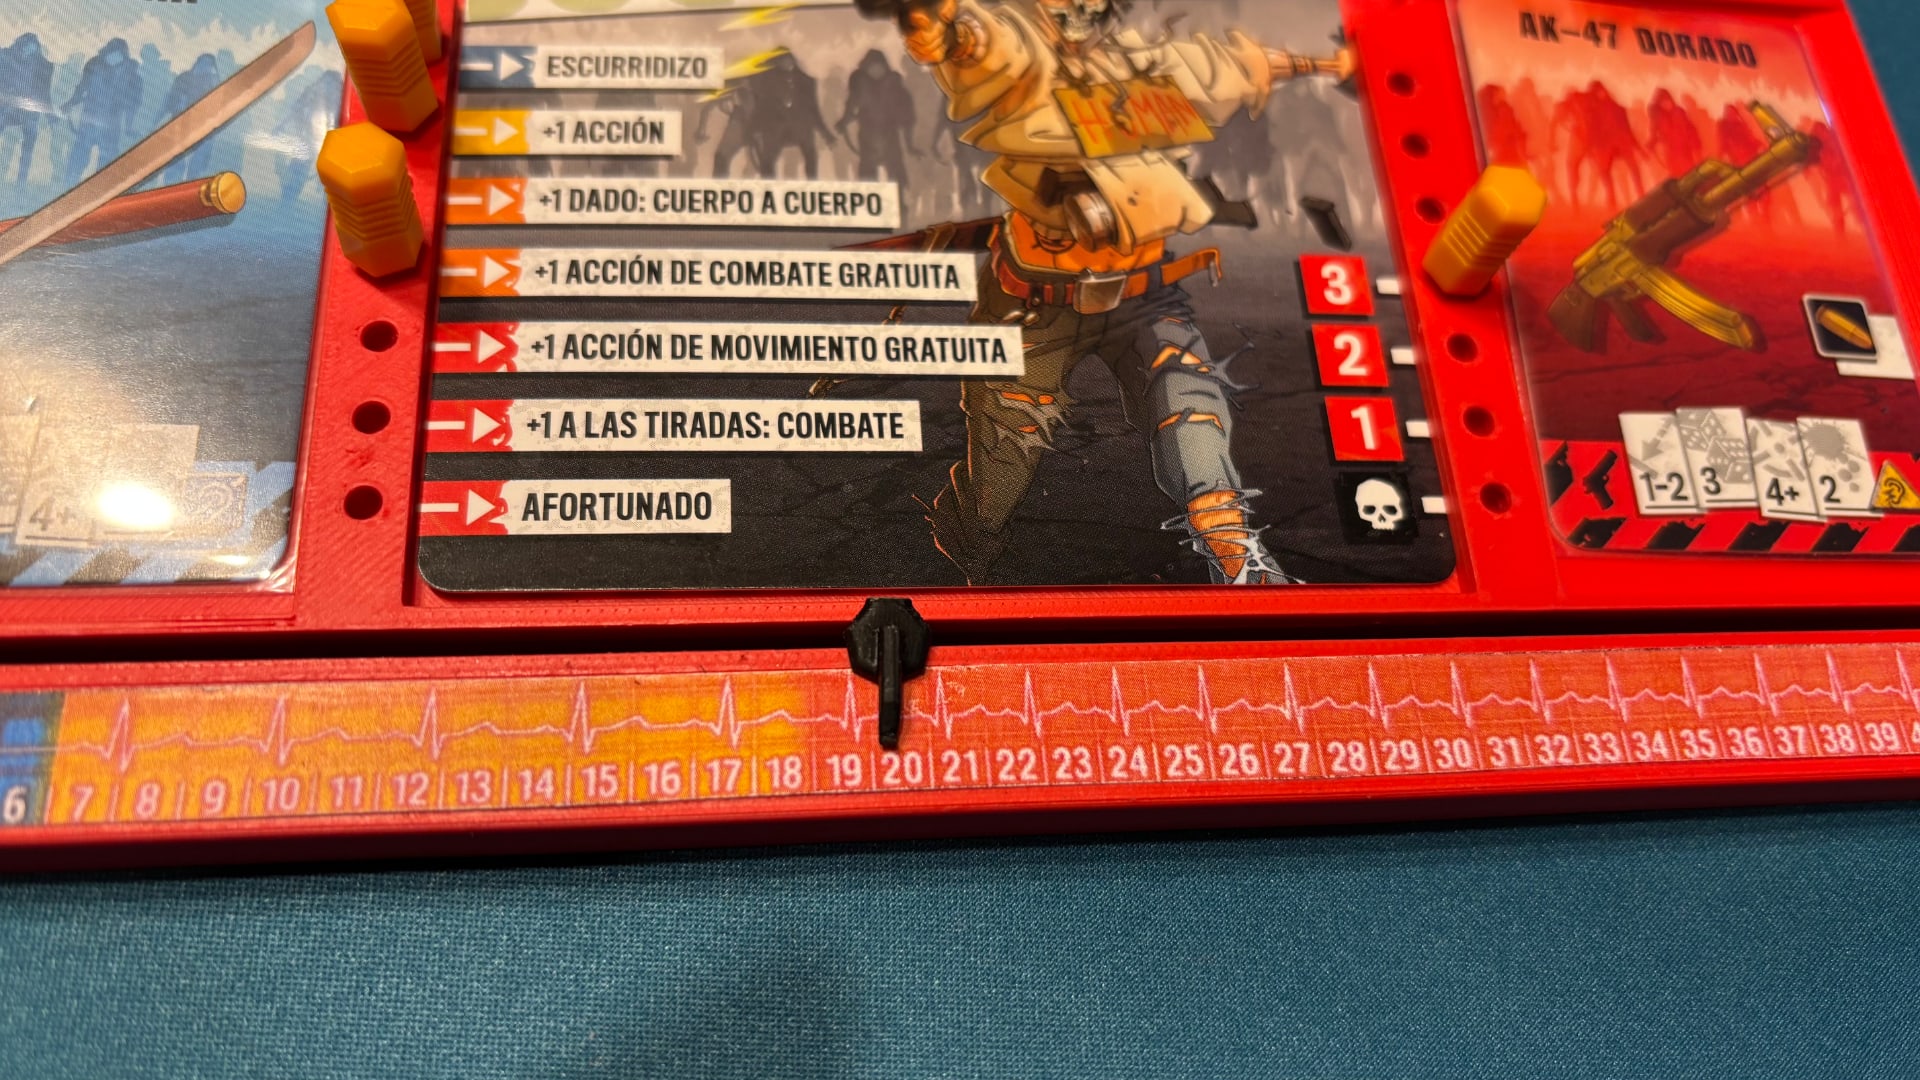 AK-47 DORADO
ESCURRIDIZO
+1 ACCIÓN
HUMAN
+1 DADO: CUERPO A CUERPO
+1 ACCIÓN DE COMBATE GRATUITA
3
+1 ACCIÓN DE MOVIMIENTO GRATUITA
2
+1 A LAS TIRADAS: COMBATE
1
AFORTUNADO
4+
1-2 3 4+ 2
6 7 8 9 10 11 12 13 14 15 16 17 18 19 20 21 22 23 24 25 26 27 28 29 30 31 32 33 34 35 36 37 38 39